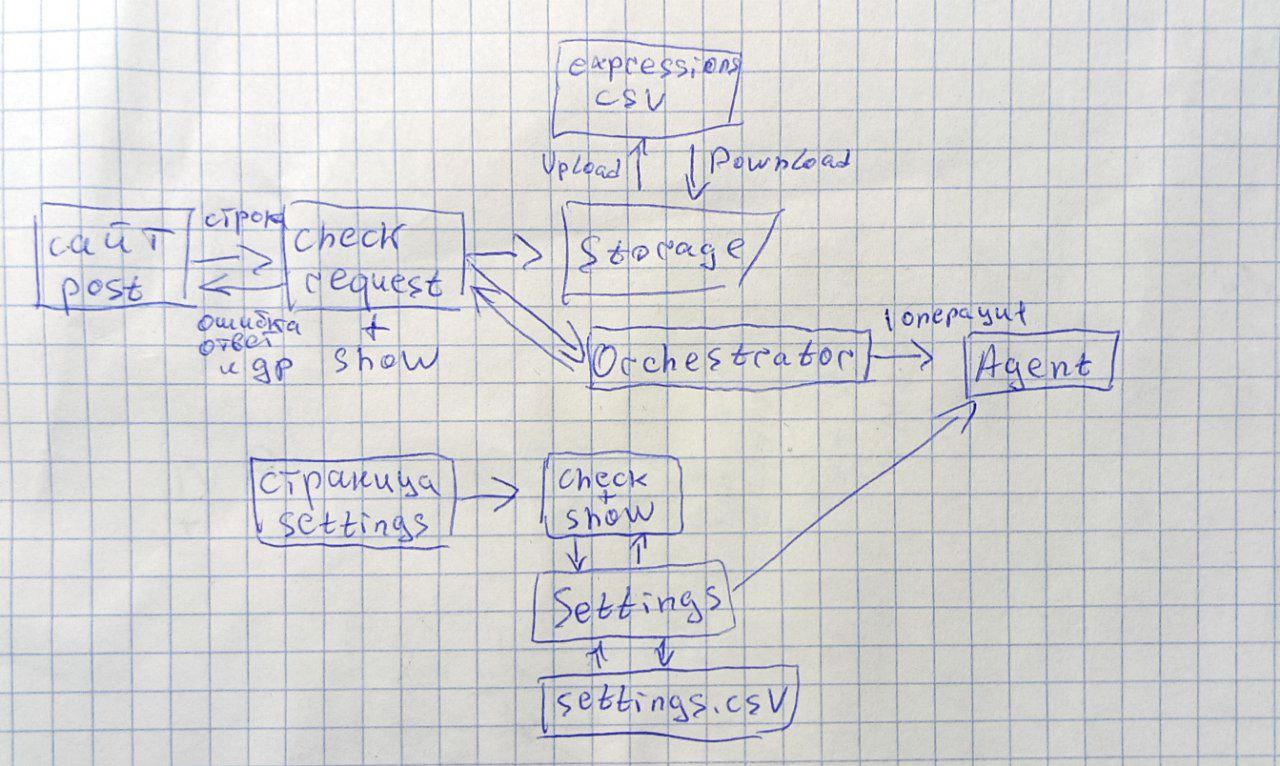 expressions
csv
Upload
Download
сайт
post
строка
check
request
+
show
ошибка
ответ
и др
Storage
Orchestrator
1 операция
Agent
страница
settings
check
+
show
Settings
settings.csv